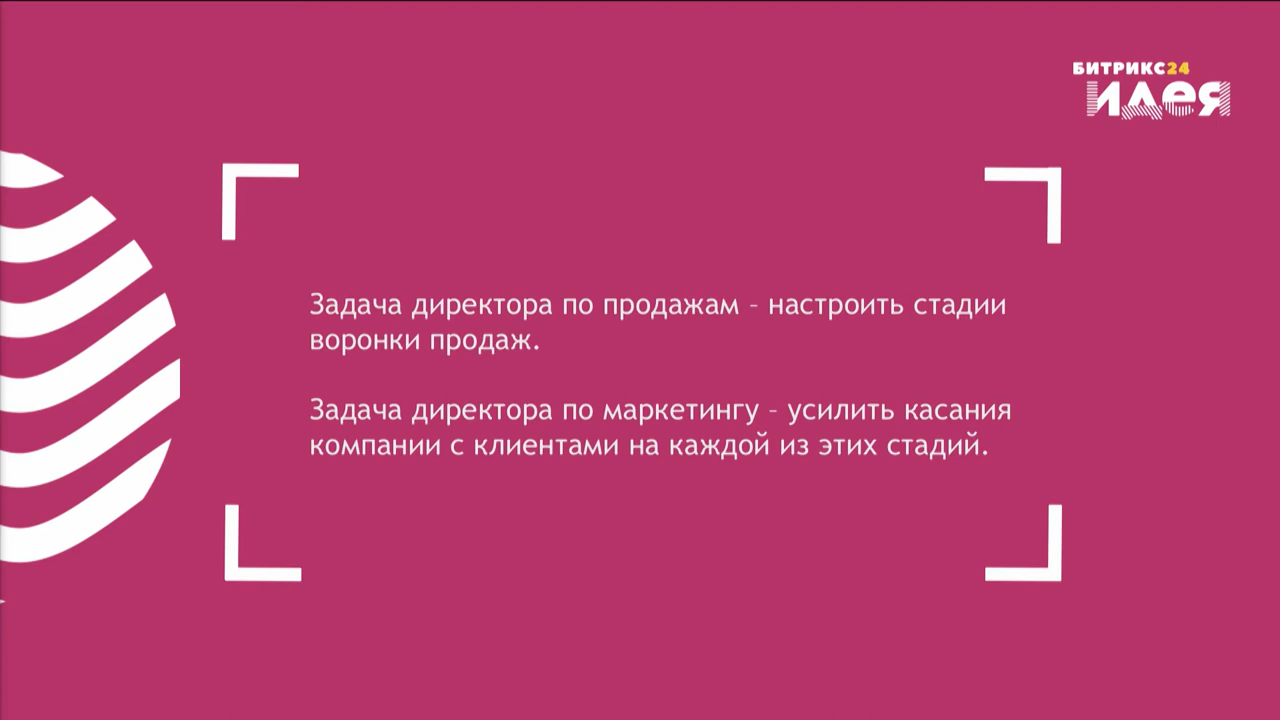 БИТРИКС24
идея
Задача директора по продажам – настроить стадии
воронки продаж.
Задача директора по маркетингу – усилить касания
компании с клиентами на каждой из этих стадий.